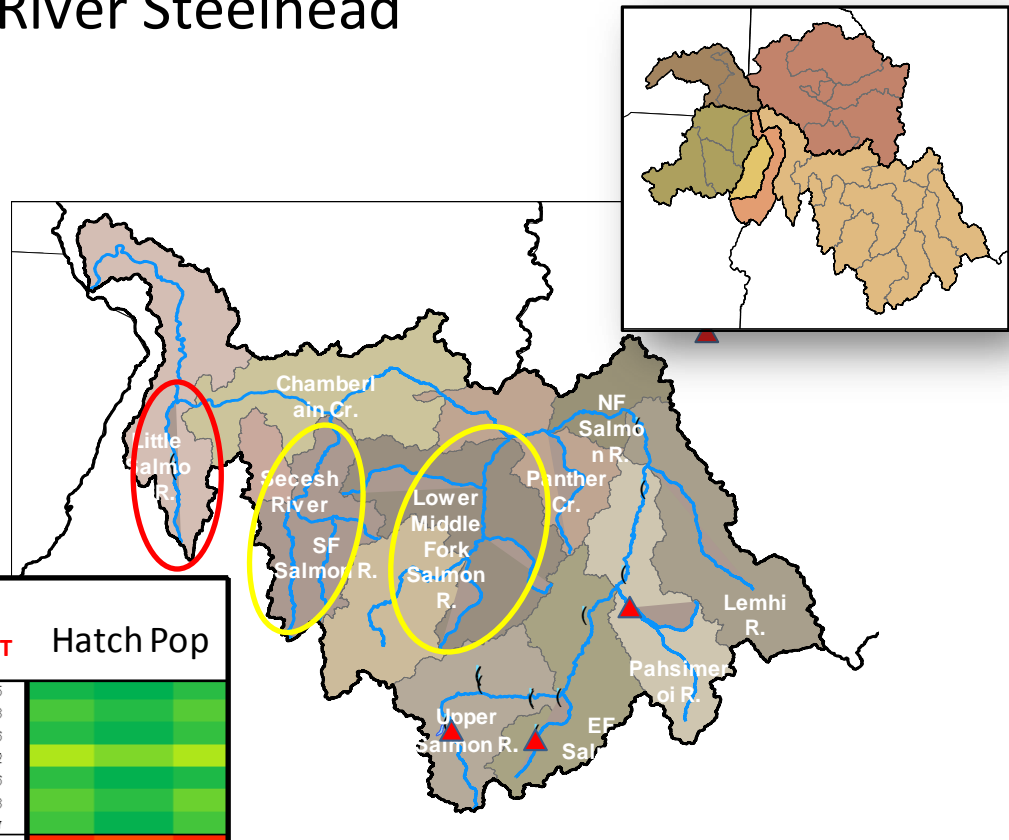 River Steelhead
Chamberl
ain Cr.
NF
Salmo
n R.
Little
Salmo
R.
Secesh
River
Panther
Cr.
Lower
Middle
Fork
Salmon
R.
SF
Salmon R.
Lemhi
R.
Pahsimer
oi R.
Upper
Salmon R.
EF
Sal
T
Hatch Pop